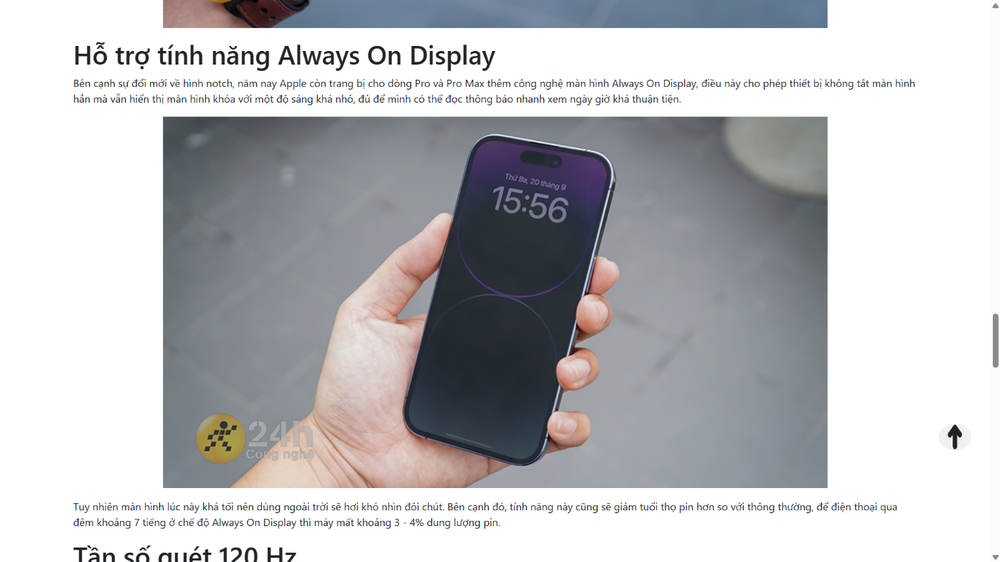 Hỗ trợ tính năng Always On Display
Bên cạnh sự đổi mới về hình notch, năm nay Apple còn trang bị cho dòng Pro và Pro Max thêm công nghệ màn hình Always On Display, điều này cho phép thiết bị không tắt màn hình
hẳn mà vẫn hiển thị màn hình khóa với một độ sáng khá nhỏ, đủ để mình có thể đọc thông báo nhanh xem ngày giờ khá thuận tiện.
Thứ Ba, 20 tháng 9
15:56
24h
Công nghệ
Tuy nhiên màn hình lúc này khá tối nên dùng ngoài trời sẽ hơi khó nhìn đôi chút. Bên cạnh đó, tính năng này cũng sẽ giảm tuổi thọ pin hơn so với thông thường, để điện thoại qua
đêm khoảng 7 tiếng ở chế độ Always On Display thì máy mất khoảng 3 - 4% dung lượng pin.
Tần số quét 120 Hz